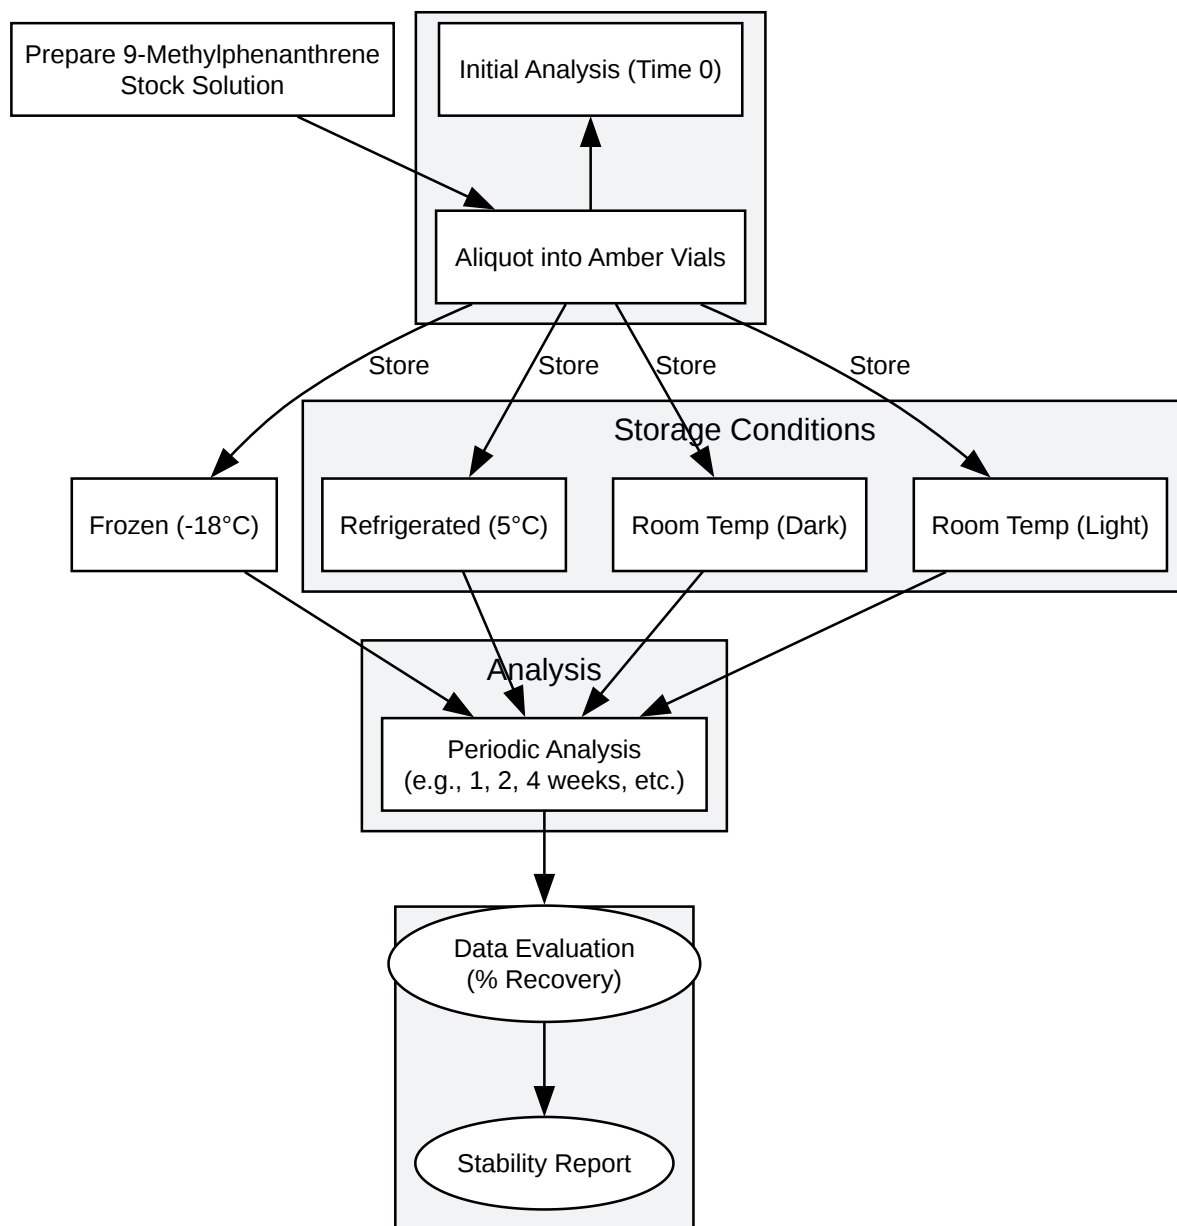 Prepare 9-Methylphenanthrene
Stock Solution
Initial Analysis (Time 0)
Aliquot into Amber Vials
Store
Store
Store
Store
Storage Conditions
Frozen (-18°C)
Refrigerated (5°C)
Room Temp (Dark)
Room Temp (Light)
Analysis
Periodic Analysis
(e.g., 1, 2, 4 weeks, etc.)
Data Evaluation
(% Recovery)
Stability Report